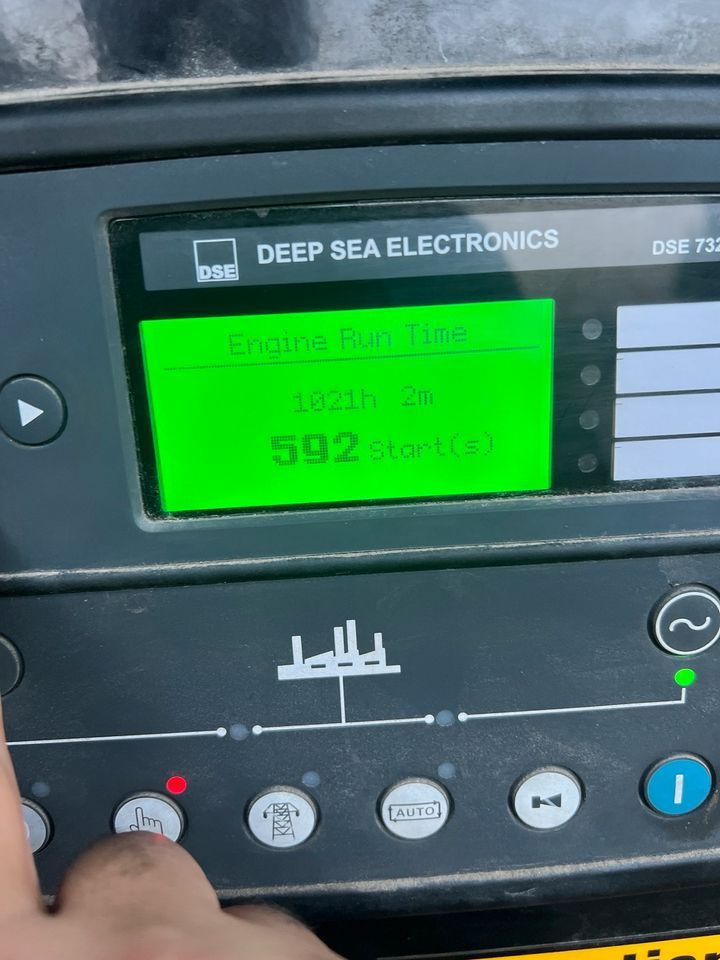 DSE
DEEP SEA ELECTRONICS
DSE 732
Engine Run Time
1021h 2m
592 Start(s)
AUTO